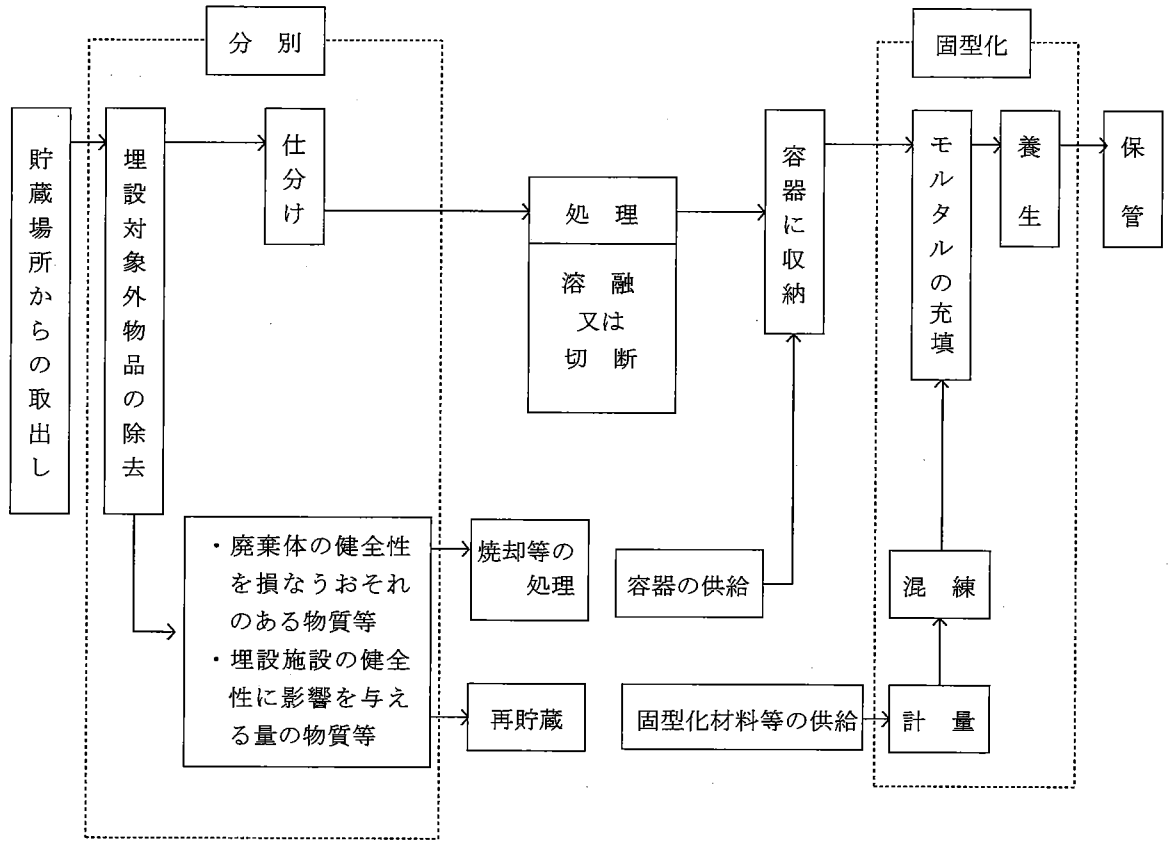 分　別
固型化
貯蔵場所からの取出し
埋設対象外物品の除去
仕分け
処　理
溶　融
又は
切　断
容器に収納
モルタルの充填
養生
保管
・廃棄体の健全性
を損なうおそれ
のある物質等
・埋設施設の健全
性に影響を与え
る量の物質等
焼却等の
処理
再貯蔵
容器の供給
固型化材料等の供給
混　練
計　量